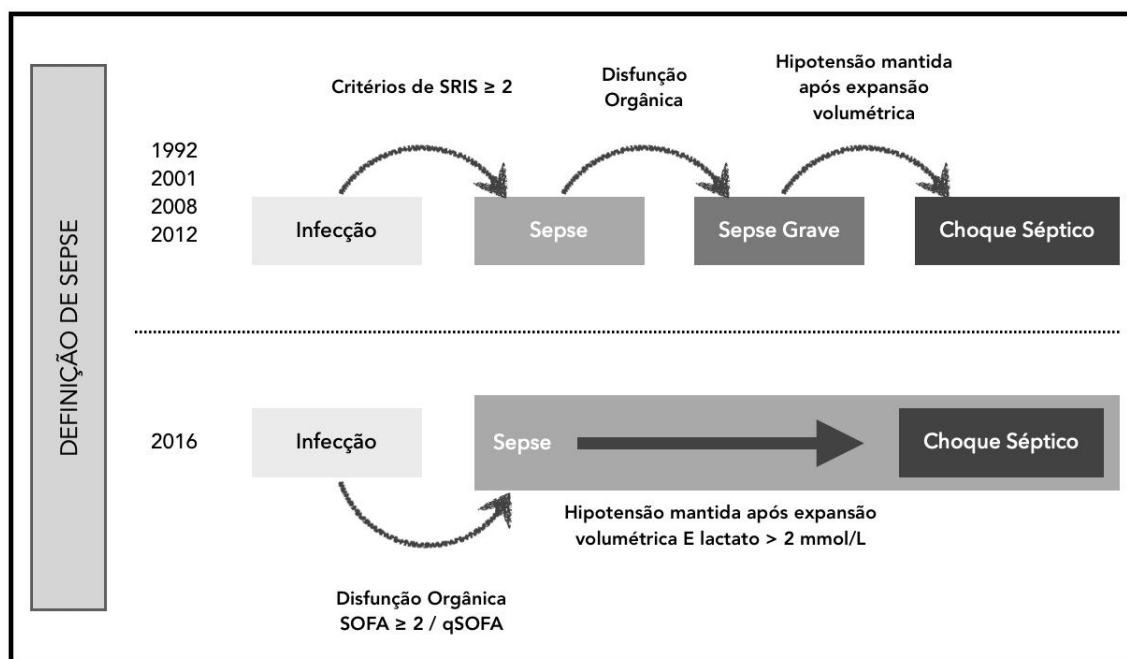 DEFINIÇÃO DE SEPSE
1992
2001
2008
2012
Critérios de SRIS ≥ 2
Disfunção
Orgânica
Hipotensão mantida
após expansão
volumétrica
Infecção
Sepse
Sepse Grave
Choque Séptico
2016
Infecção
Sepse
Choque Séptico
Hipotensão mantida após expansão
volumétrica E lactato > 2 mmol/L
Disfunção Orgânica
SOFA ≥ 2 / qSOFA